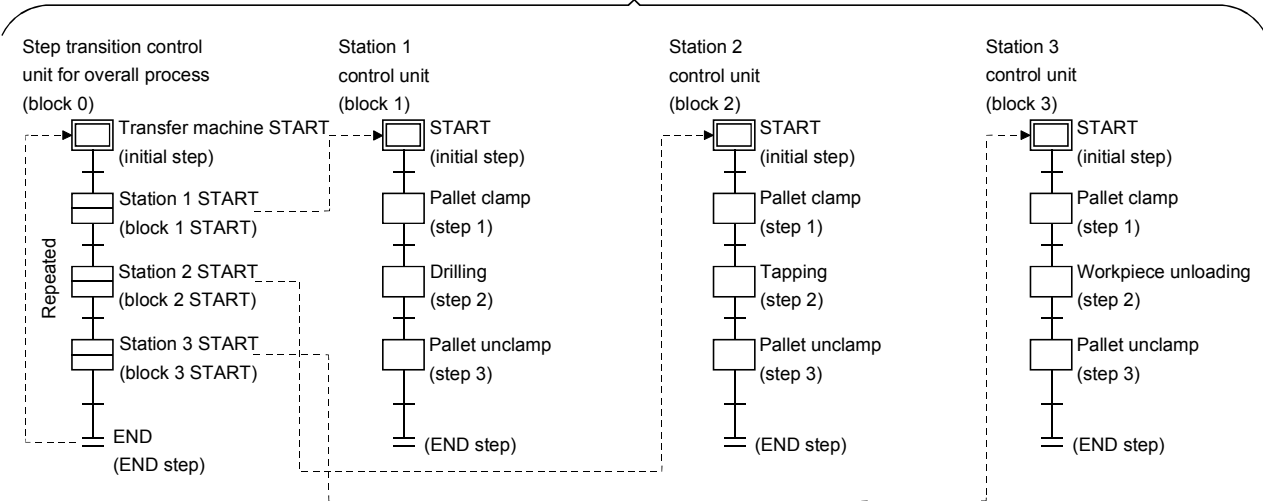 Step transition control
unit for overall process
(block 0)
Transfer machine START
(initial step)
Station 1 START
(block 1 START)
Station 2 START
(block 2 START)
Station 3 START
(block 3 START)
END
(END step)
Repeated
Station 1
control unit
(block 1)
START
(initial step)
Pallet clamp
(step 1)
Drilling
(step 2)
Pallet unclamp
(step 3)
(END step)
Station 2
control unit
(block 2)
START
(initial step)
Pallet clamp
(step 1)
Tapping
(step 2)
Pallet unclamp
(step 3)
(END step)
Station 3
control unit
(block 3)
START
(initial step)
Pallet clamp
(step 1)
Workpiece unloading
(step 2)
Pallet unclamp
(step 3)
(END step)